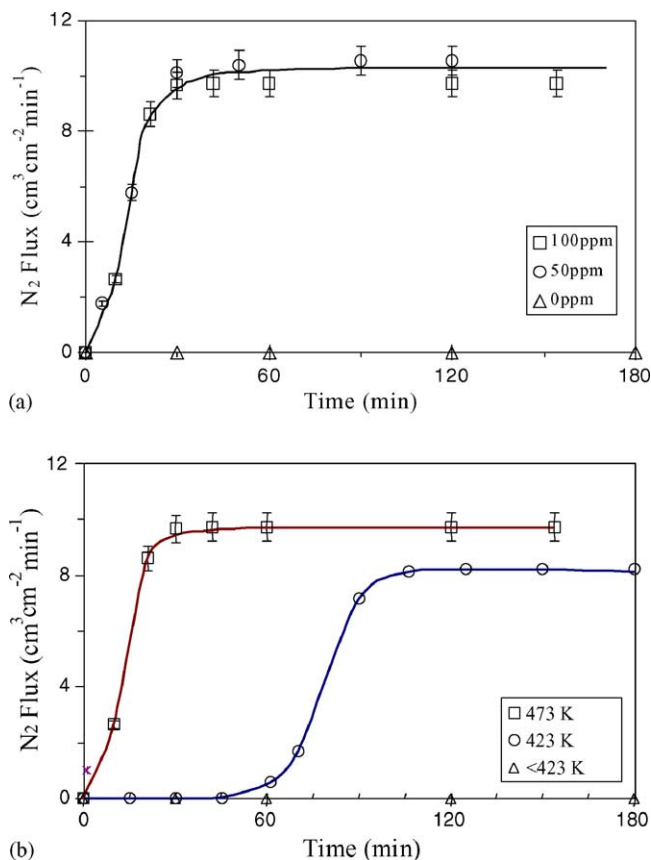 12
8
4
0
N₂ Flux (cm³cm⁻²min⁻¹)
100ppm
50ppm
0ppm
0 60 120 180
(a) Time (min)
12
8
4
0
N₂ Flux (cm³cm⁻²min⁻¹)
473 K
423 K
<423 K
0 60 120 180
(b) Time (min)